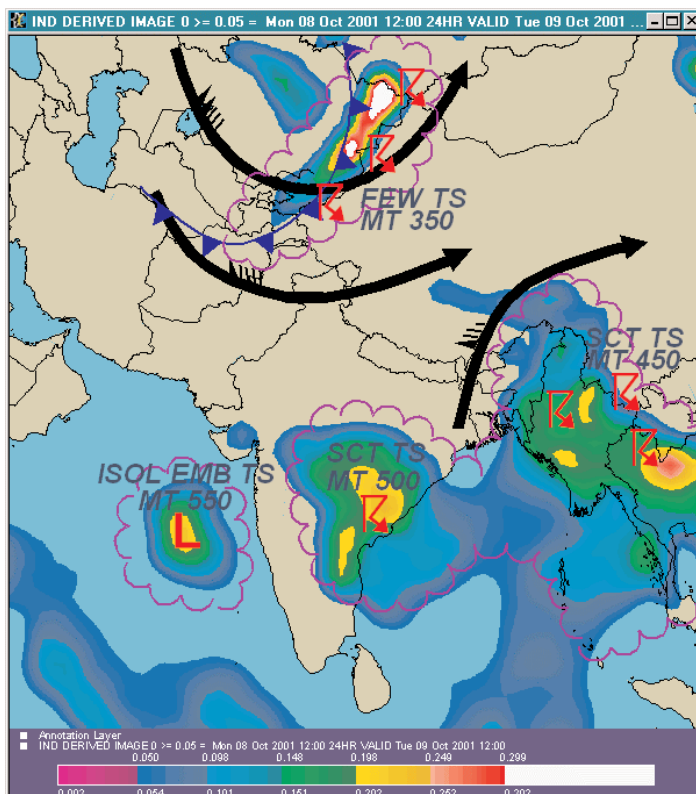 IND DERIVED IMAGE 0 >= 0.05 = Mon 08 Oct 2001 12:00 24HR VALID Tue 09 Oct 2001 ...
FEW TS
MT 350
SCT TS
MT 450
ISOL EMB TS
MT 550
SCT TS
MT 500
L
Annotation Layer
IND DERIVED IMAGE 0 >= 0.05 = Mon 08 Oct 2001 12:00 24HR VALID Tue 09 Oct 2001 12:00
0.050 0.098 0.148 0.198 0.249 0.299
0.002 0.054 0.101 0.151 0.202 0.252 0.302